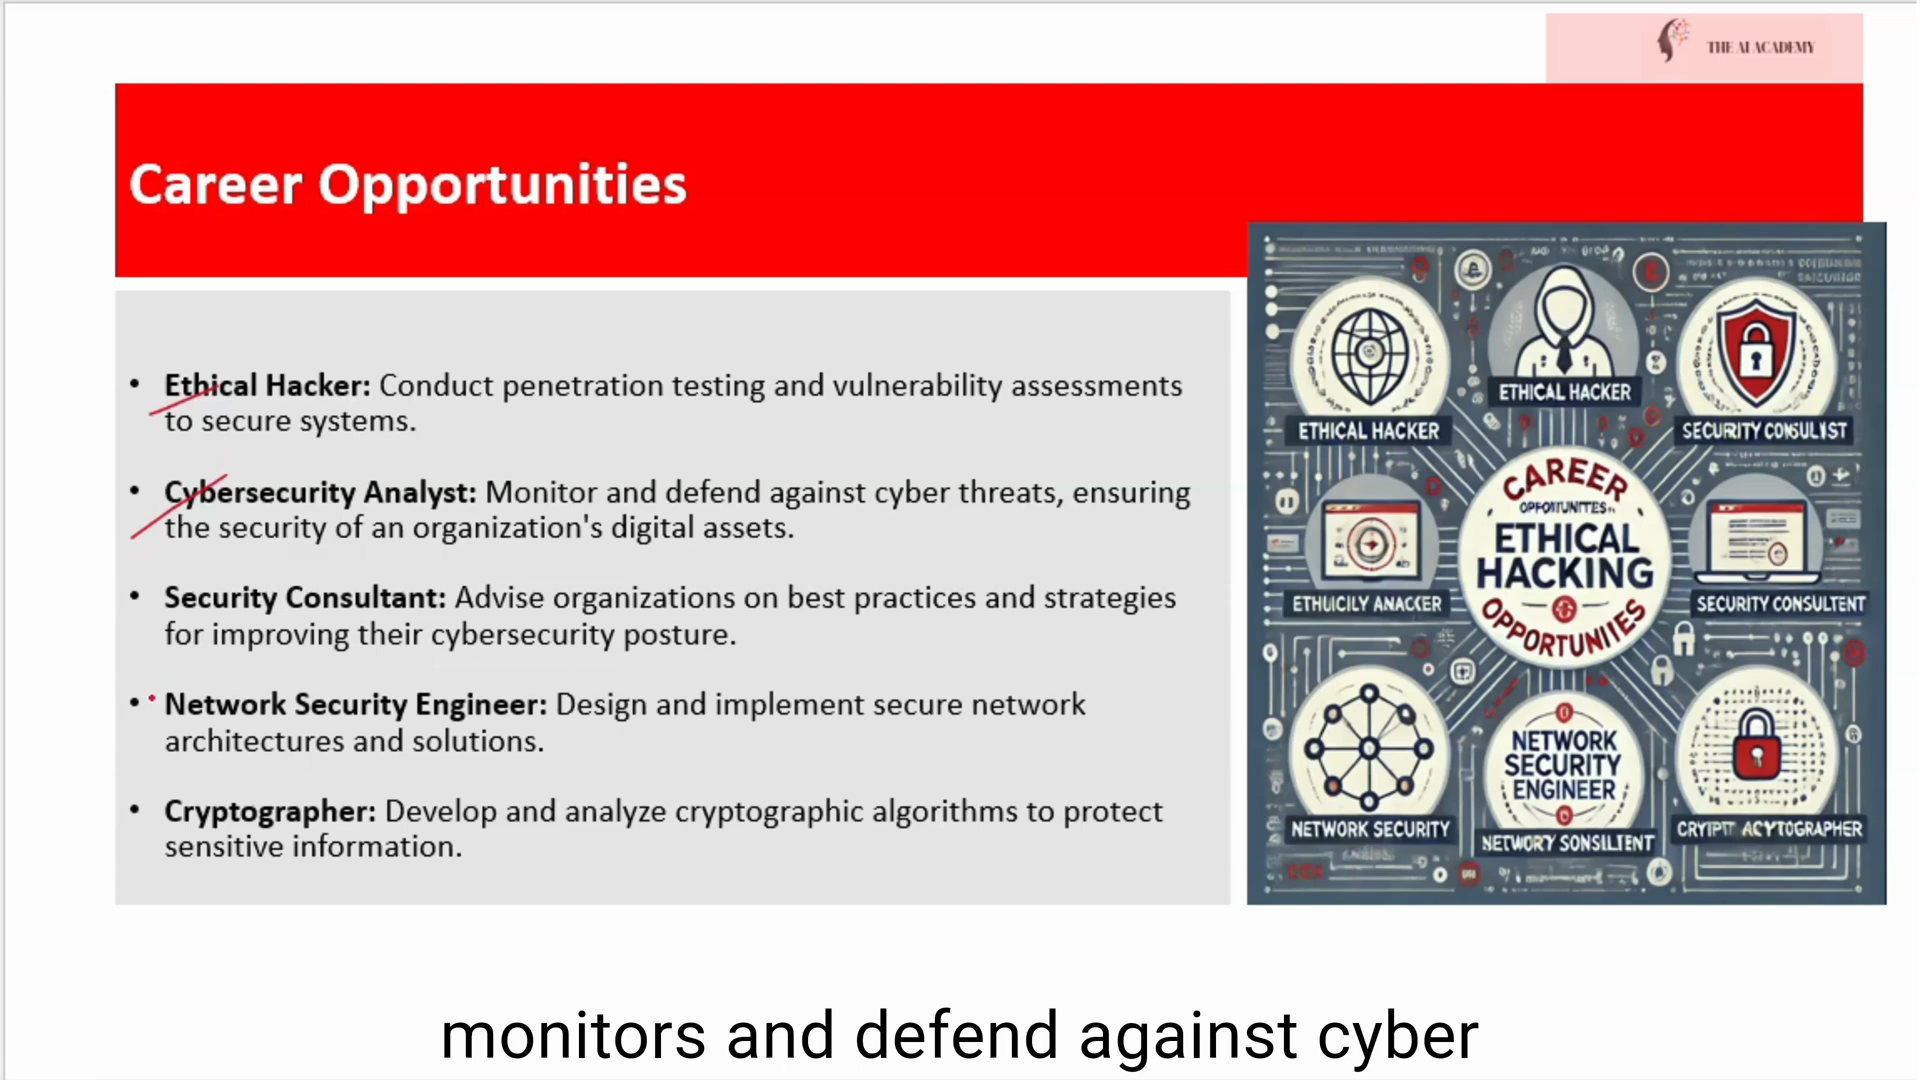 THE AI ACADEMY
Career Opportunities
• Ethical Hacker: Conduct penetration testing and vulnerability assessments
to secure systems.
• Cybersecurity Analyst: Monitor and defend against cyber threats, ensuring
the security of an organization's digital assets.
• Security Consultant: Advise organizations on best practices and strategies
for improving their cybersecurity posture.
• Network Security Engineer: Design and implement secure network
architectures and solutions.
• Cryptographer: Develop and analyze cryptographic algorithms to protect
sensitive information.
ETHICAL HACKER
ETHICAL HACKER
SECURITY CONSULIST
CAREER
OPPORTUNITES
ETHICAL
HACKING
OPPORTUNIIES
ETHUICILY ANACKER
SECURITY CONSULTENT
NETWORK SECURITY
NETWORK
SECURITY
ENGINEER
NETWORY SONSILTENT
CRYIPIT ACYTOGRAPHER
monitors and defend against cyber